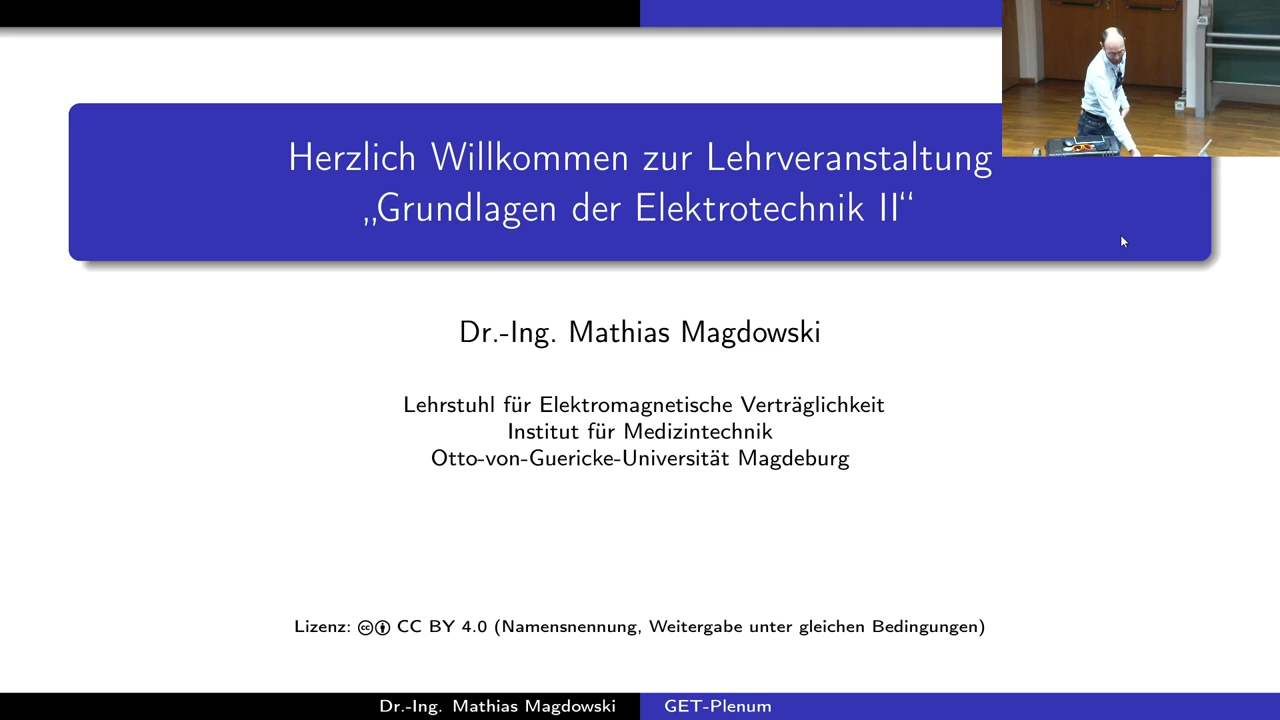 Herzlich Willkommen zur Lehrveranstaltung
„Grundlagen der Elektrotechnik II“
Dr.-Ing. Mathias Magdowski
Lehrstuhl für Elektromagnetische Verträglichkeit
Institut für Medizintechnik
Otto-von-Guericke-Universität Magdeburg
Lizenz: CC BY 4.0 (Namensnennung, Weitergabe unter gleichen Bedingungen)
Dr.-Ing. Mathias Magdowski
GET-Plenum